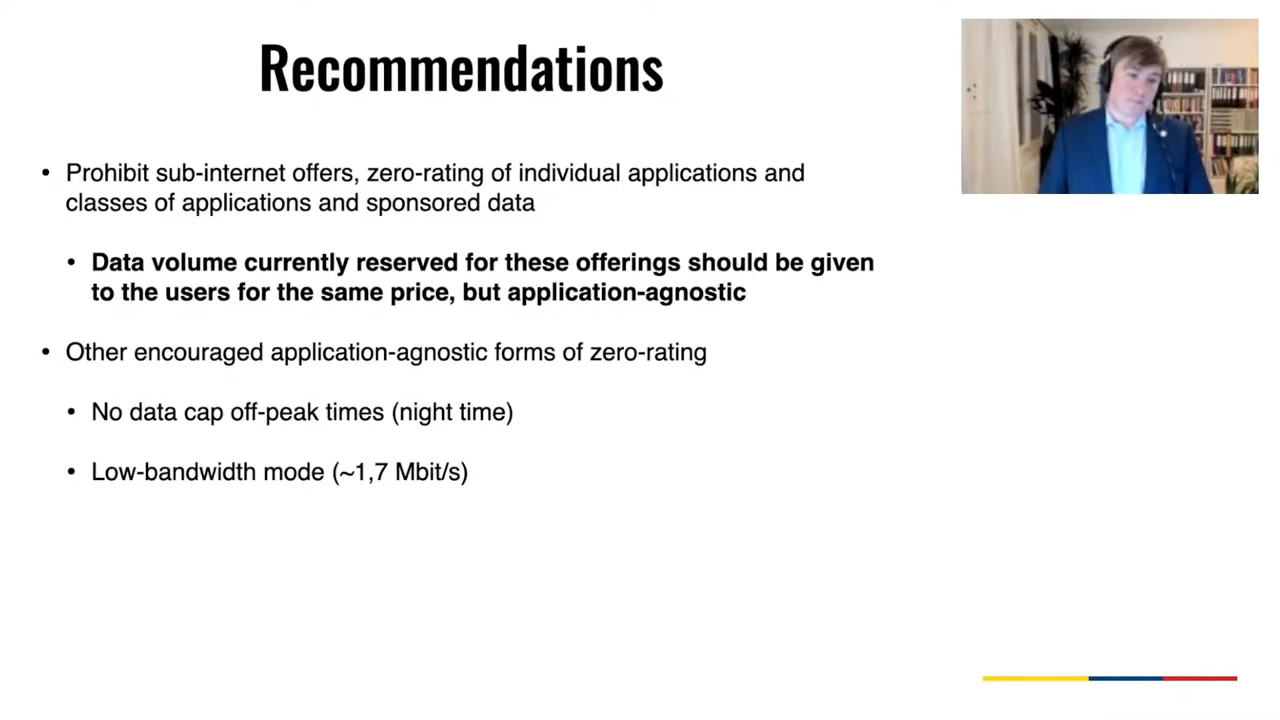 Recommendations
• Prohibit sub-internet offers, zero-rating of individual applications and
classes of applications and sponsored data
• Data volume currently reserved for these offerings should be given
to the users for the same price, but application-agnostic
• Other encouraged application-agnostic forms of zero-rating
• No data cap off-peak times (night time)
• Low-bandwidth mode (~1,7 Mbit/s)